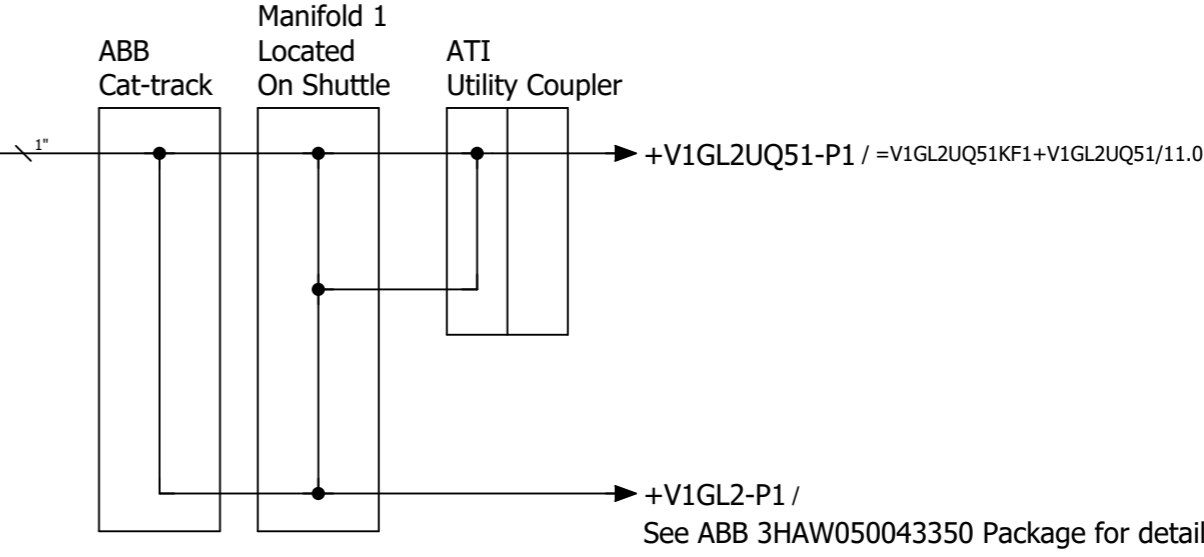 Manifold 1
ABB
Located
ATI
Cat-track
On Shuttle
Utility Coupler
1"
+V1GL2UQ51-P1 / =V1GL2UQ51KF1+V1GL2UQ51/11.0
+V1GL2-P1 /
See ABB 3HAW050043350 Package for detail